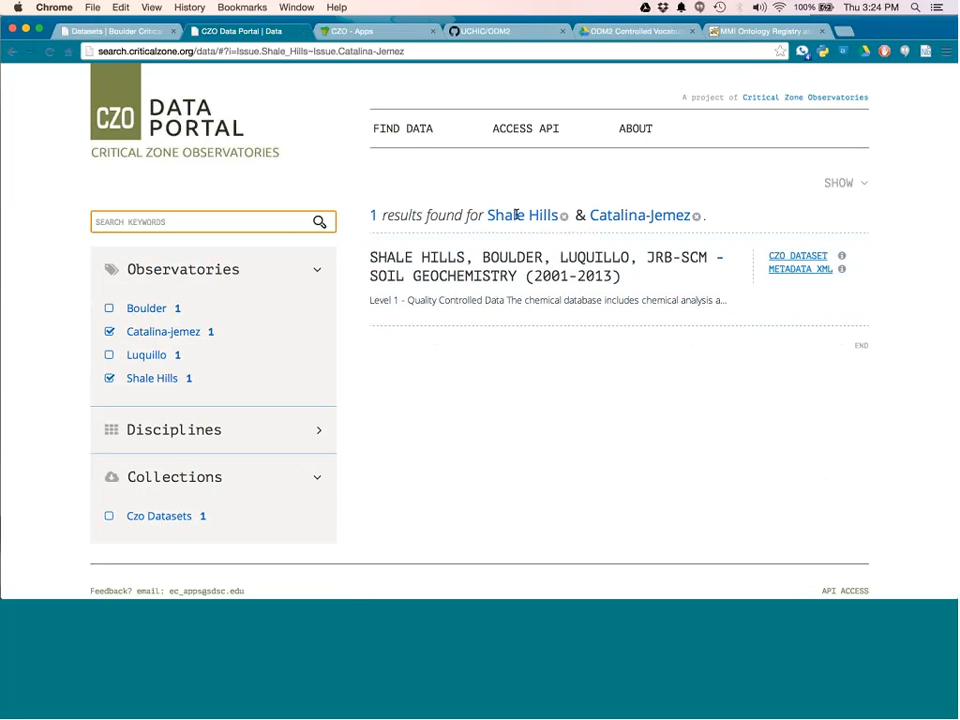 Chrome File Edit View History Bookmarks Window Help 100% Thu 3:24 PM
Datasets | Boulder Critica × CZO Data Portal | Data × CZO - Apps × UCHIC/ODM2 × ODM2 Controlled Vocabu × MMI Ontology Registry a ×
search.criticalzone.org/data/#?i=Issue.Shale_Hills~Issue.Catalina-Jemez
CZO DATA PORTAL
CRITICAL ZONE OBSERVATORIES
A project of Critical Zone Observatories
FIND DATA ACCESS API ABOUT
SHOW
SEARCH KEYWORDS
1 results found for Shale Hills & Catalina-Jemez .
Observatories
Boulder 1
Catalina-jemez 1
Luquillo 1
Shale Hills 1
Disciplines
Collections
Czo Datasets 1
SHALE HILLS, BOULDER, LUQUILLO, JRB-SCM -
SOIL GEOCHEMISTRY (2001-2013)
Level 1 - Quality Controlled Data The chemical database includes chemical analysis a...
CZO DATASET
METADATA XML
END
Feedback? email: ec_apps@sdsc.edu
API ACCESS